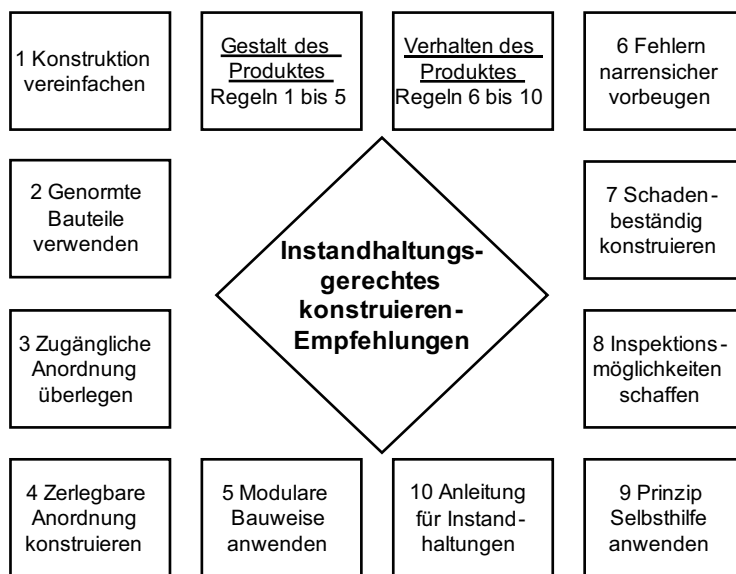 1 Konstruktion
vereinfachen
Gestalt des
Produktes
Regeln 1 bis 5
Verhalten des
Produktes
Regeln 6 bis 10
6 Fehlern
narrensicher
vorbeugen
2 Genormte
Bauteile
verwenden
7 Schaden-
beständig
konstruieren
Instandhaltungs-
gerechtes
konstruieren-
Empfehlungen
3 Zugängliche
Anordnung
überlegen
8 Inspektions-
möglichkeiten
schaffen
4 Zerlegbare
Anordnung
konstruieren
5 Modulare
Bauweise
anwenden
10 Anleitung
für Instand-
haltungen
9 Prinzip
Selbsthilfe
anwenden